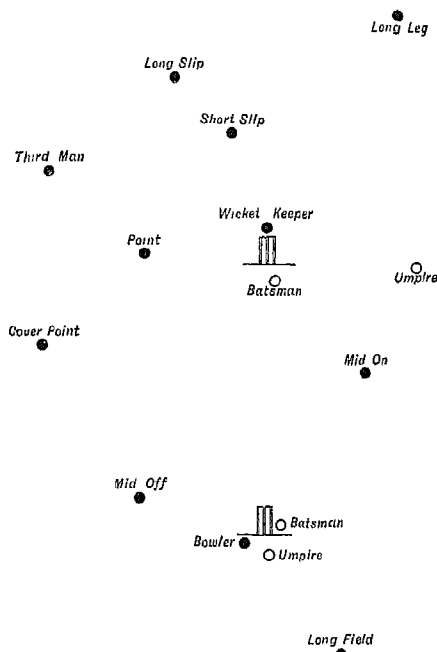 Long Leg
Long Slip
Short Slip
Third Man
Wicket Keeper
Point
Batsman
Umpire
Cover Point
Mid On
Mid Off
Batsman
Bowler
Umpire
Long Field